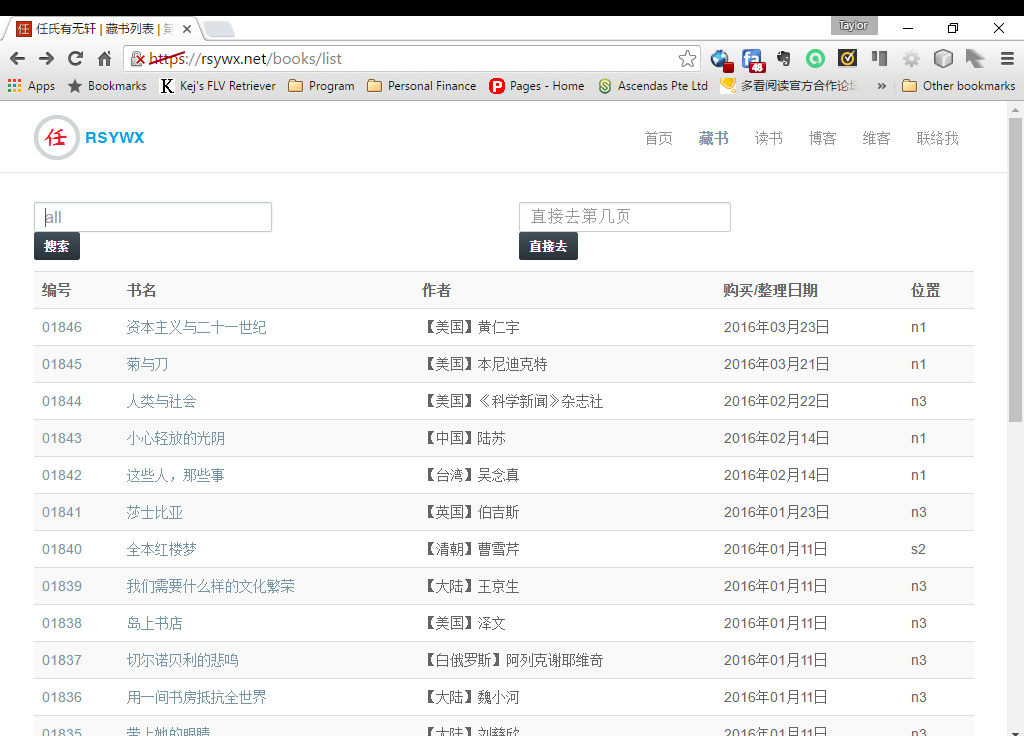 Taylor
任 任氏有无轩 | 藏书列表 | 第
https://rsywx.net/books/list
48
Apps Bookmarks K Kej's FLV Retriever Program Personal Finance Pages - Home Ascendas Pte Ltd 多看阅读官方合作论坛 » Other bookmarks
任 RSYWX 首页 藏书 读书 博客 维客 联络我
all 直接去第几页
搜索 直接去
编号 书名 作者 购买/整理日期 位置
01846 资本主义与二十一世纪 【美国】黄仁宇 2016年03月23日 n1
01845 菊与刀 【美国】本尼迪克特 2016年03月21日 n1
01844 人类与社会 【美国】《科学新闻》杂志社 2016年02月22日 n3
01843 小心轻放的光阴 【中国】陆苏 2016年02月14日 n1
01842 这些人，那些事 【台湾】吴念真 2016年02月14日 n1
01841 莎士比亚 【英国】伯吉斯 2016年01月23日 n3
01840 全本红楼梦 【清朝】曹雪芹 2016年01月11日 s2
01839 我们需要什么样的文化繁荣 【大陆】王京生 2016年01月11日 n3
01838 岛上书店 【美国】泽文 2016年01月11日 n3
01837 切尔诺贝利的悲鸣 【白俄罗斯】阿列克谢耶维奇 2016年01月11日 n3
01836 用一间书房抵抗全世界 【大陆】魏小河 2016年01月11日 n3
01835 带上她的眼睛 【大陆】刘慈欣 2016年01月11日 n3